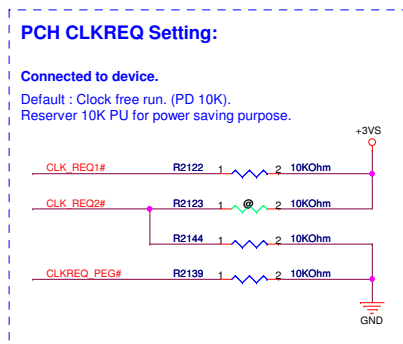 PCH CLKREQ Setting:
Connected to device.
Default : Clock free run. (PD 10K).
Reserver 10K PU for power saving purpose.
+3VS
CLK_REQ1# R2122 1 2 10KOhm
CLK_REQ2# R2123 1 @ 2 10KOhm
R2144 1 2 10KOhm
CLKREQ_PEG# R2139 1 2 10KOhm
GND